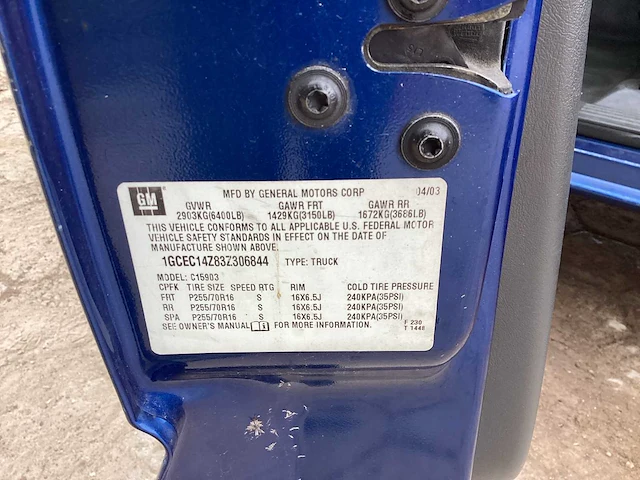 GM
MFD BY GENERAL MOTORS CORP 04/03
GVWR GAWR FRT GAWR RR
2903KG(6400LB) 1429KG(3150LB) 1672KG(3686LB)
THIS VEHICLE CONFORMS TO ALL APPLICABLE U.S. FEDERAL MOTOR
VEHICLE SAFETY STANDARDS IN EFFECT ON THE DATE OF
MANUFACTURE SHOWN ABOVE.
1GCEC14Z83Z306844 TYPE: TRUCK
MODEL: C15903
CPFK TIRE SIZE SPEED RTG RIM COLD TIRE PRESSURE
FRT P255/70R16 S 16X6.5J 240KPA(35PSI)
RR P255/70R16 S 16X6.5J 240KPA(35PSI)
SPA P255/70R16 S 16X6.5J 240KPA(35PSI)
SEE OWNER'S MANUAL FOR MORE INFORMATION.
F 230
T 1448